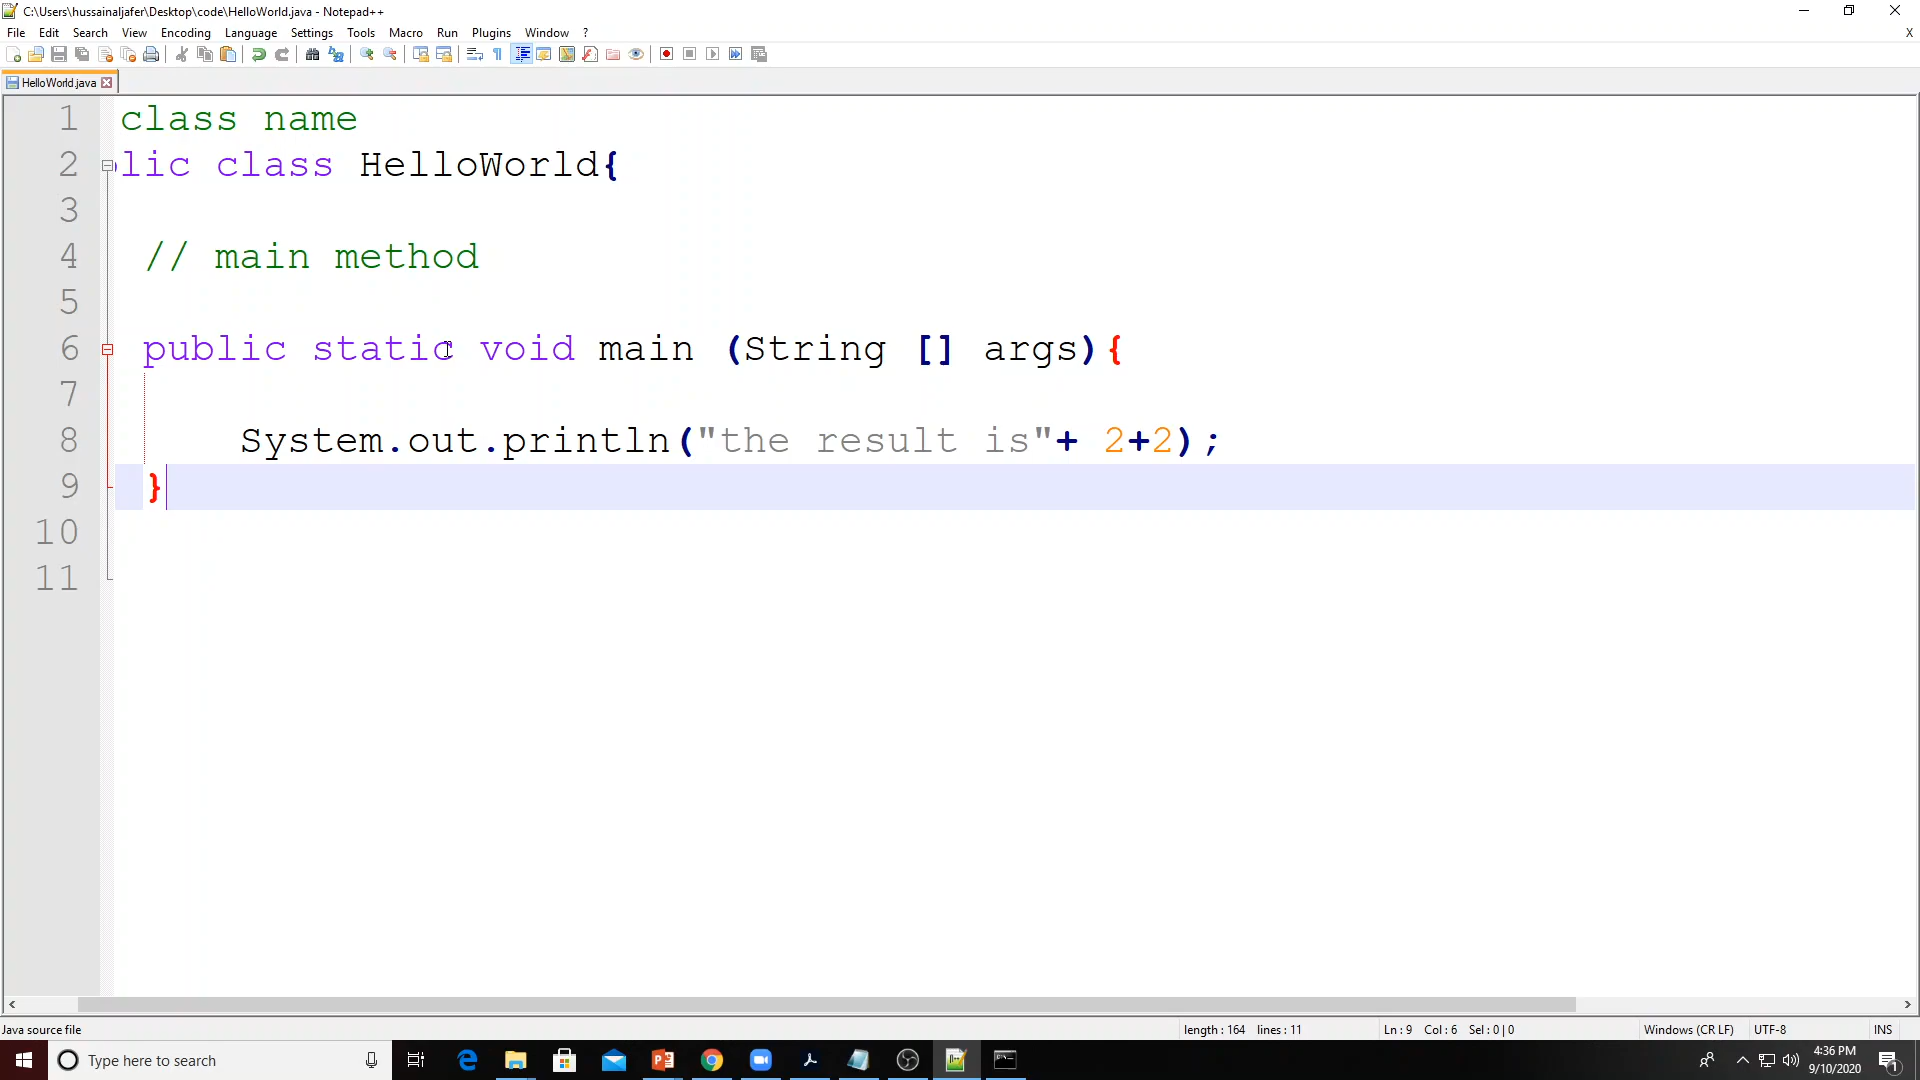 C:\Users\hussainaljafer\Desktop\code\HelloWorld.java - Notepad++
File Edit Search View Encoding Language Settings Tools Macro Run Plugins Window ? X
HelloWorld.java
1 class name
2 lic class HelloWorld{
3
4 // main method
5
6 public static void main (String [] args){
7
8 System.out.println("the result is"+ 2+2);
9 }
10
11
Java source file length : 164 lines : 11 Ln : 9 Col : 6 Sel : 0 | 0 Windows (CR LF) UTF-8 INS
Type here to search
4:36 PM
9/10/2020